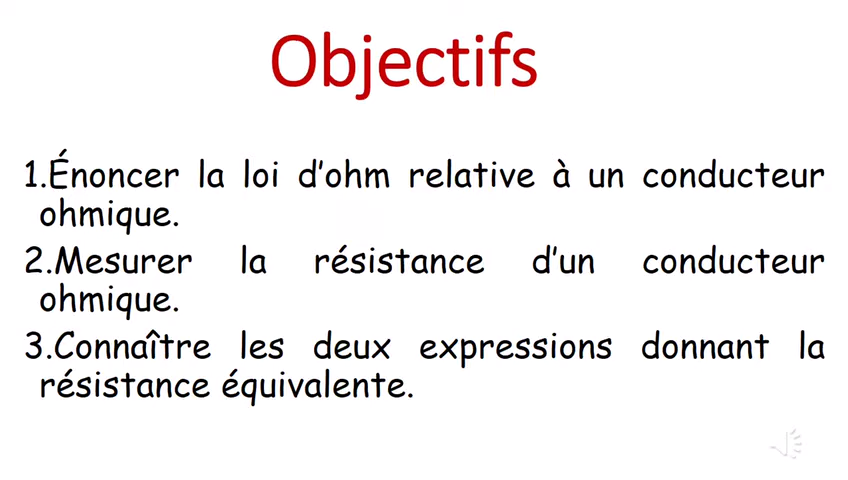 Objectifs
1.Énoncer la loi d’ohm relative à un conducteur
ohmique.
2.Mesurer la résistance d’un conducteur
ohmique.
3.Connaître les deux expressions donnant la
résistance équivalente.